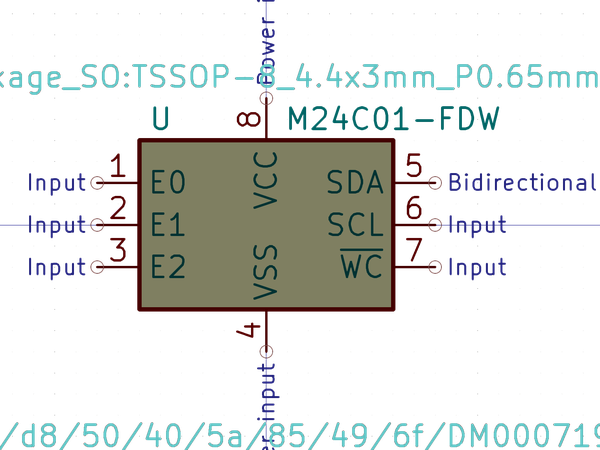 Power i
kage_SO:TSSOP-8_4.4x3mm_P0.65mm
U M24C01-FDW
8
VCC
Input 1 E0 SDA 5 Bidirectional
Input 2 E1 SCL 6 Input
Input 3 E2 WC 7 Input
VSS
4
er input
/d8/50/40/5a/85/49/6f/DM000719